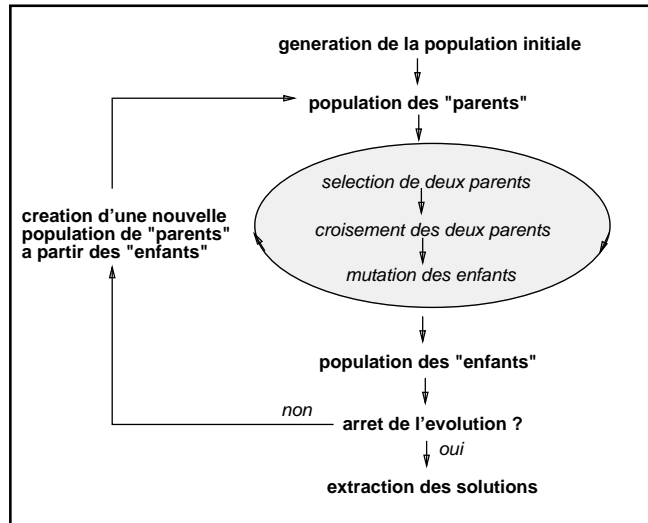 generation de la population initiale
population des "parents"
selection de deux parents
croisement des deux parents
mutation des enfants
creation d'une nouvelle
population de "parents"
a partir des "enfants"
population des "enfants"
non
arret de l'evolution ?
oui
extraction des solutions